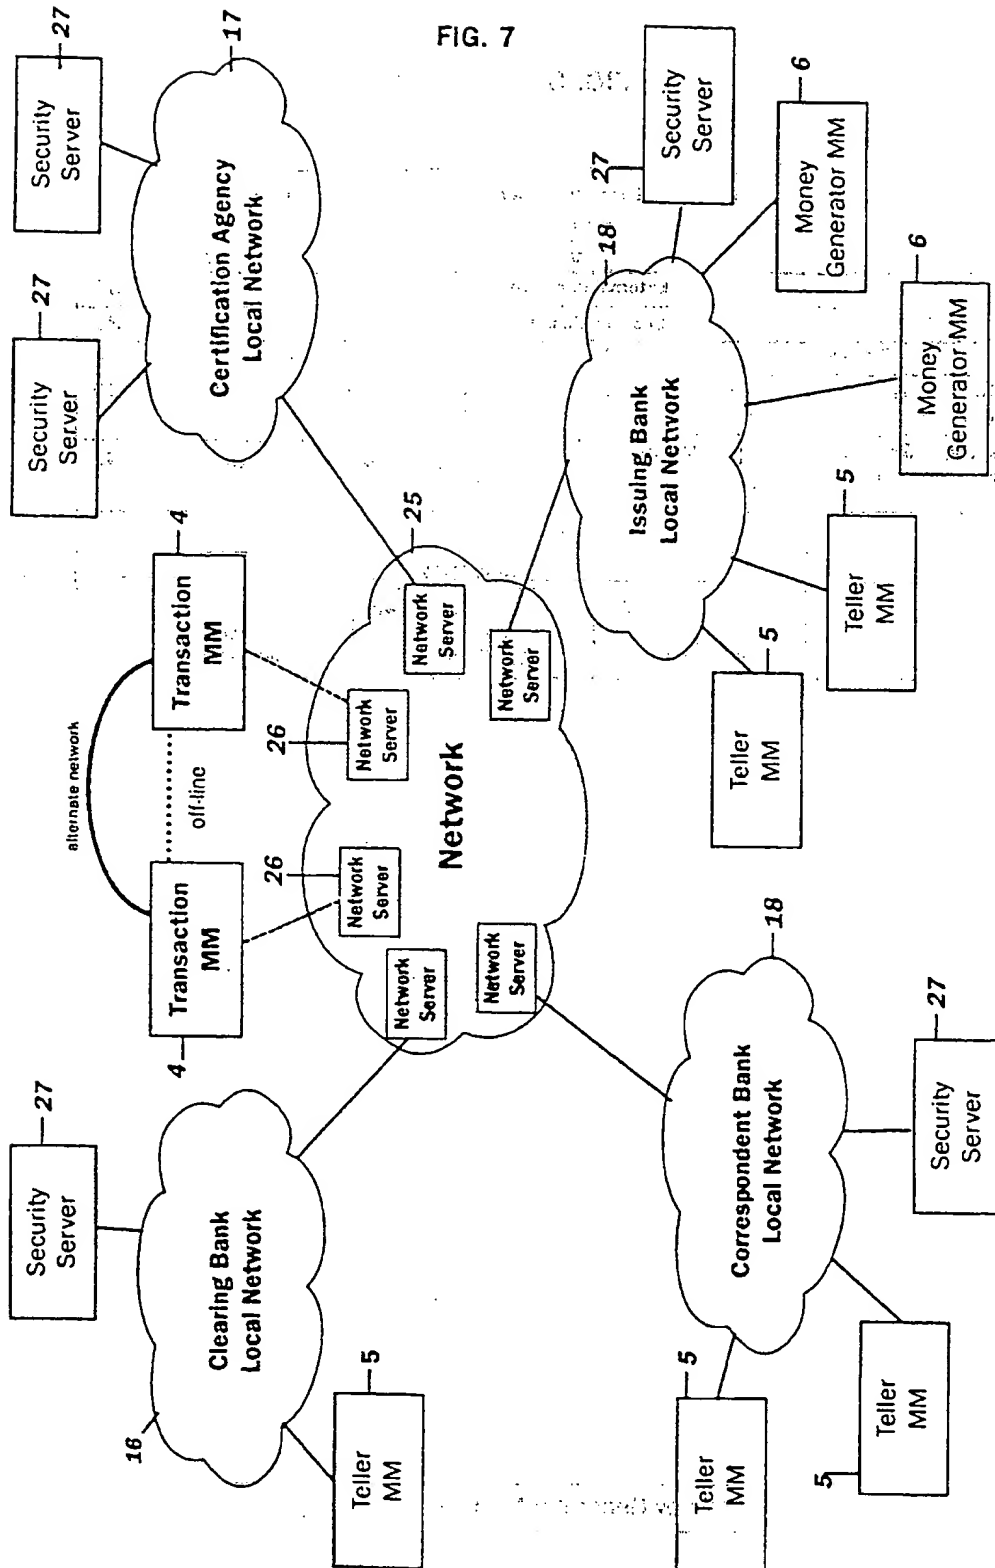 FIG. 7
Security
Server
27
Clearing Bank
Local Network
16
Teller
MM
5
Transaction
MM
4
alternate network
off-line
Transaction
MM
4
Security
Server
27
Security
Server
27
Certification Agency
Local Network
17
Network
25
Network
Server
Network
Server
26
Network
Server
26
Network
Server
Network
Server
Network
Server
Teller
MM
5
Teller
MM
5
Correspondent Bank
Local Network
18
Security
Server
27
Issuing Bank
Local Network
18
Security
Server
27
Teller
MM
5
Teller
MM
5
Money
Generator MM
6
Money
Generator MM
6